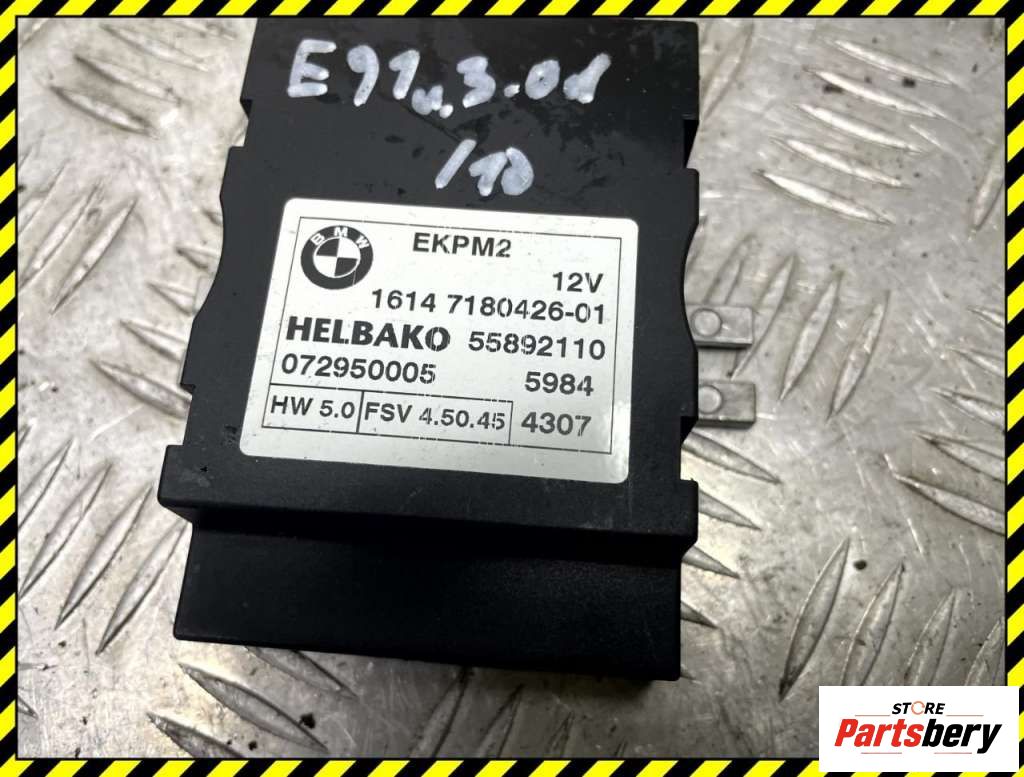 E91 u. 3.0d
/10
BMW
EKPM2
12V
1614 7180426-01
HELBAKO 55892110
072950005 5984
HW 5.0 FSV 4.50.45 4307
STORE
Partsbery